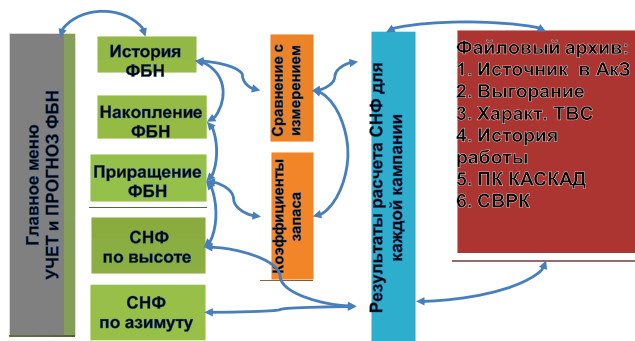 Главное меню
УЧЕТ и ПРОГНОЗ ФБН
История
ФБН
Накопление
ФБН
Приращение
ФБН
СНФ
по высоте
СНФ
по азимуту
Сравнение с
измерением
Коэффициенты
запаса
Результаты расчета СНФ для
каждой кампании
Файловый архив:
1. Источник в АкЗ
2. Выгорание
3. Характ. ТВС
4. История
работы
5. ПК КАСКАД
6. СВРК